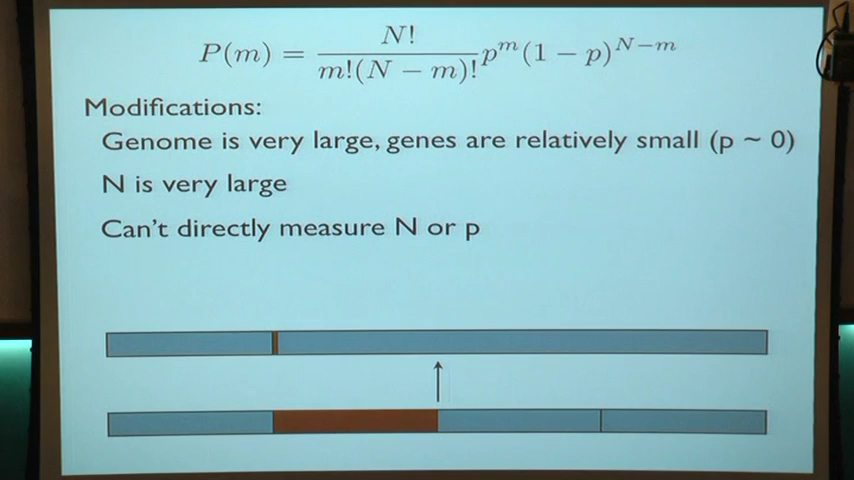 P(m) = N! / m!(N − m)! p^m (1 − p)^{N−m}
Modifications:
Genome is very large, genes are relatively small (p ~ 0)
N is very large
Can't directly measure N or p